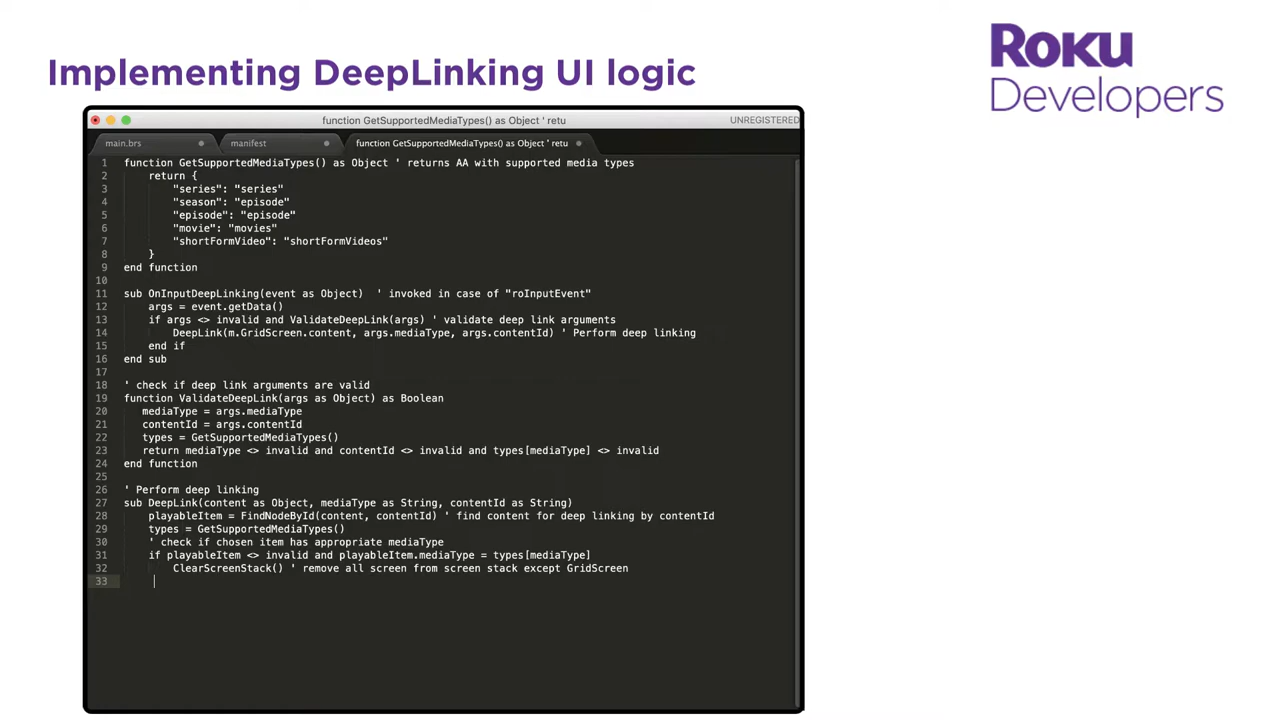 Implementing DeepLinking UI logic
ROKU
Developers
function GetSupportedMediaTypes() as Object ' retu
UNREGISTERED
main.brs
manifest
function GetSupportedMediaTypes() as Object ' retu
1 function GetSupportedMediaTypes() as Object ' returns AA with supported media types
2 return {
3 "series": "series"
4 "season": "episode"
5 "episode": "episode"
6 "movie": "movies"
7 "shortFormVideo": "shortFormVideos"
8 }
9 end function
10
11 sub OnInputDeepLinking(event as Object)  ' invoked in case of "roInputEvent"
12 args = event.getData()
13 if args <> invalid and ValidateDeepLink(args) ' validate deep link arguments
14 DeepLink(m.GridScreen.content, args.mediaType, args.contentId) ' Perform deep linking
15 end if
16 end sub
17
18 ' check if deep link arguments are valid
19 function ValidateDeepLink(args as Object) as Boolean
20 mediaType = args.mediaType
21 contentId = args.contentId
22 types = GetSupportedMediaTypes()
23 return mediaType <> invalid and contentId <> invalid and types[mediaType] <> invalid
24 end function
25
26 ' Perform deep linking
27 sub DeepLink(content as Object, mediaType as String, contentId as String)
28 playableItem = FindNodeById(content, contentId) ' find content for deep linking by contentId
29 types = GetSupportedMediaTypes()
30 ' check if chosen item has appropriate mediaType
31 if playableItem <> invalid and playableItem.mediaType = types[mediaType]
32 ClearScreenStack() ' remove all screen from screen stack except GridScreen
33